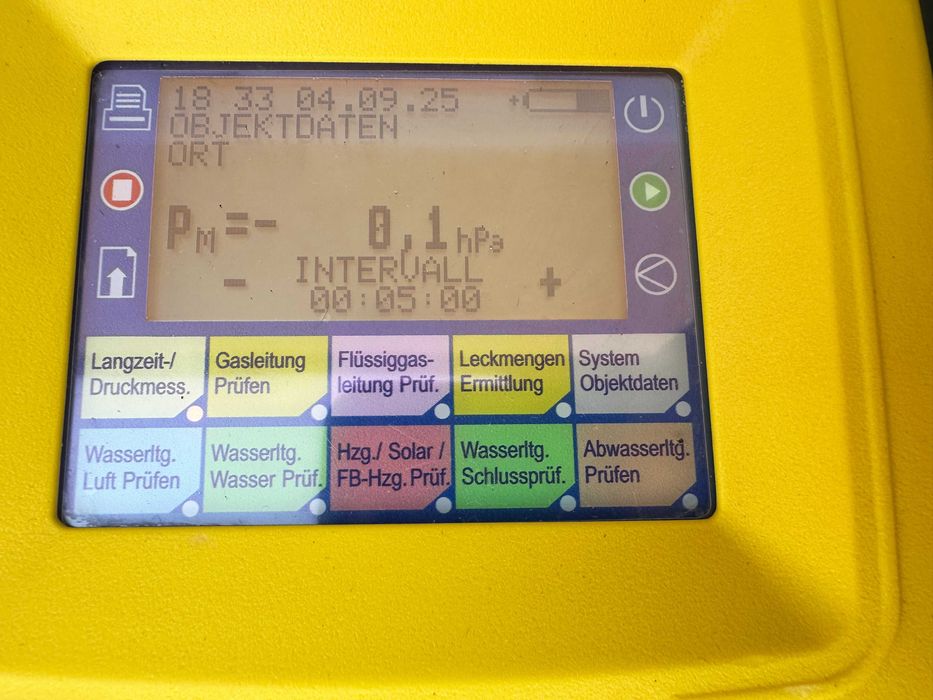 18 33 04.09.25
OBJEKTDATEN
ORT
PM =- 0,1 hPa
- INTERVALL +
00:05:00
Langzeit-/
Druckmess.
Gasleitung
Prüfen
Flüssiggas-
leitung Prüf.
Leckmengen
Ermittlung
System
Objektdaten
Wasserltg.
Luft Prüfen
Wasserltg.
Wasser Prüf.
Hzg./ Solar /
FB-Hzg. Prüf.
Wasserltg.
Schlussprüf.
Abwasserltg.
Prüfen